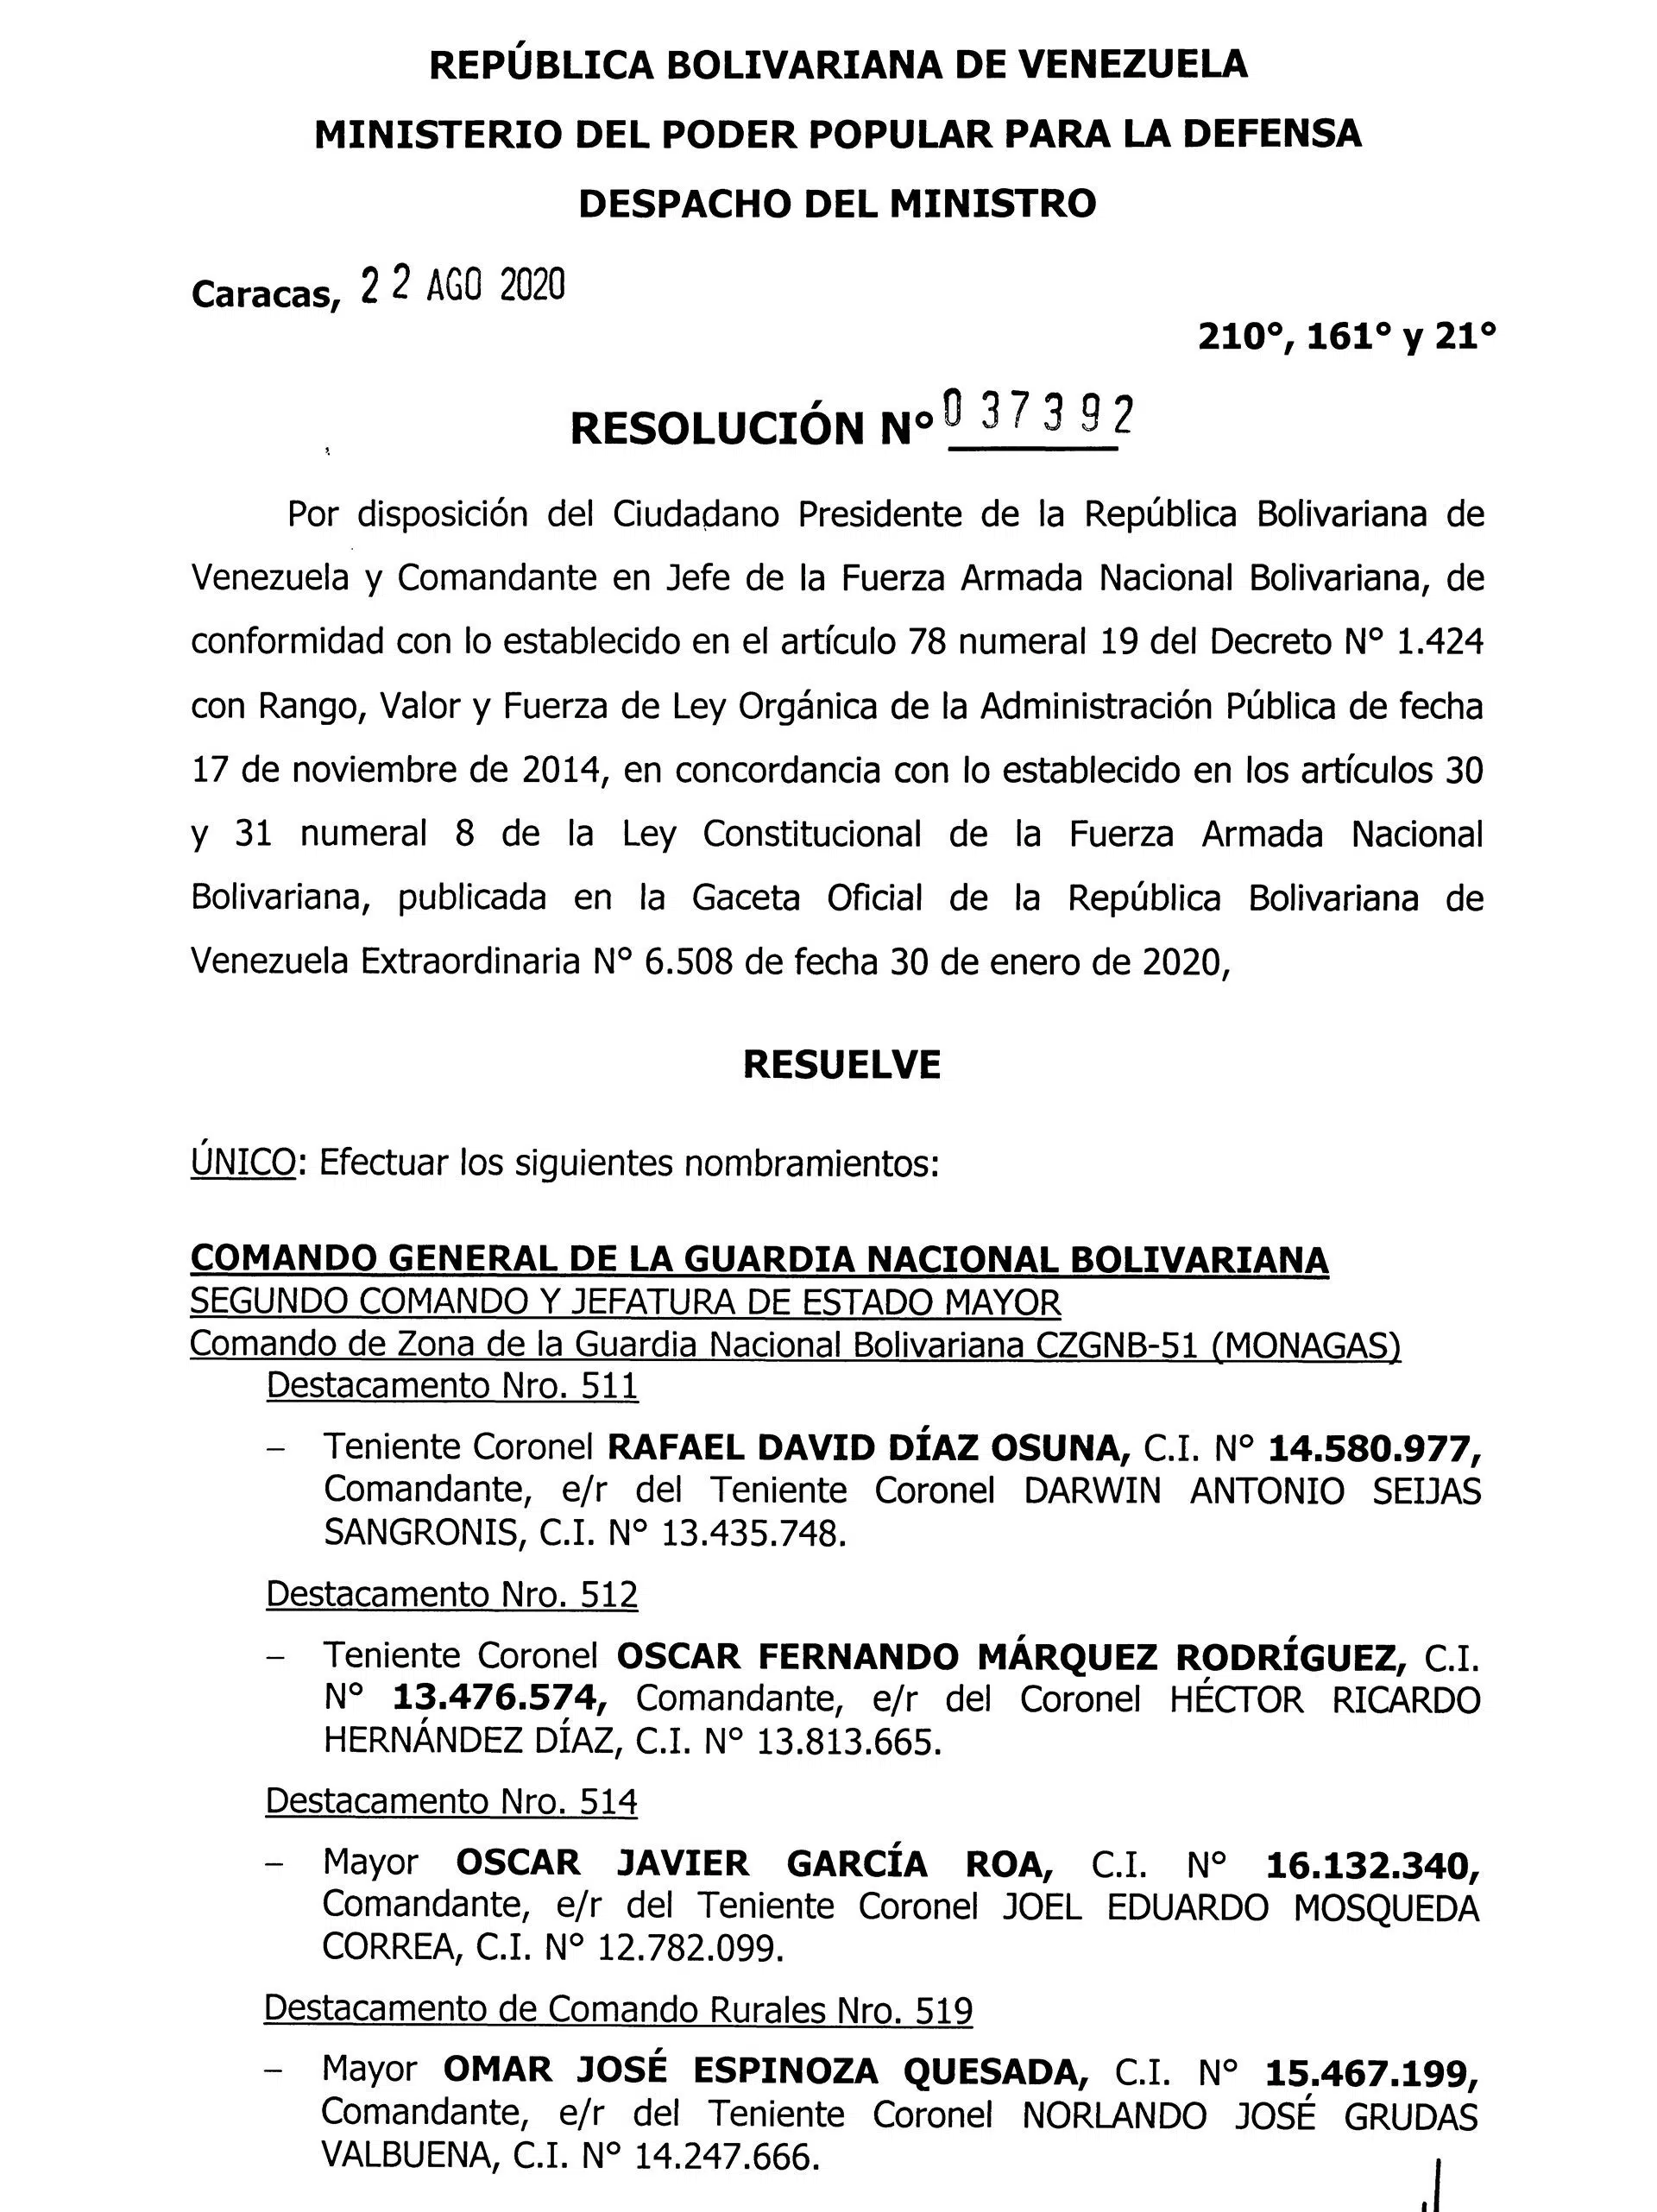 REPÚBLICA BOLIVARIANA DE VENEZUELA
MINISTERIO DEL PODER POPULAR PARA LA DEFENSA
DESPACHO DEL MINISTRO
Caracas, 22 AGO 2020
210°, 161° y 21°
RESOLUCIÓN N° 037392
Por disposición del Ciudadano Presidente de la República Bolivariana de
Venezuela y Comandante en Jefe de la Fuerza Armada Nacional Bolivariana, de
conformidad con lo establecido en el artículo 78 numeral 19 del Decreto N° 1.424
con Rango, Valor y Fuerza de Ley Orgánica de la Administración Pública de fecha
17 de noviembre de 2014, en concordancia con lo establecido en los artículos 30
y 31 numeral 8 de la Ley Constitucional de la Fuerza Armada Nacional
Bolivariana, publicada en la Gaceta Oficial de la República Bolivariana de
Venezuela Extraordinaria N° 6.508 de fecha 30 de enero de 2020,
RESUELVE
ÚNICO: Efectuar los siguientes nombramientos:
COMANDO GENERAL DE LA GUARDIA NACIONAL BOLIVARIANA
SEGUNDO COMANDO Y JEFATURA DE ESTADO MAYOR
Comando de Zona de la Guardia Nacional Bolivariana CZGNB-51 (MONAGAS)
Destacamento Nro. 511
– Teniente Coronel RAFAEL DAVID DÍAZ OSUNA, C.I. N° 14.580.977,
Comandante, e/r del Teniente Coronel DARWIN ANTONIO SEIJAS
SANGRONIS, C.I. N° 13.435.748.
Destacamento Nro. 512
– Teniente Coronel OSCAR FERNANDO MÁRQUEZ RODRÍGUEZ, C.I.
N° 13.476.574, Comandante, e/r del Coronel HÉCTOR RICARDO
HERNÁNDEZ DÍAZ, C.I. N° 13.813.665.
Destacamento Nro. 514
– Mayor OSCAR JAVIER GARCÍA ROA, C.I. N° 16.132.340,
Comandante, e/r del Teniente Coronel JOEL EDUARDO MOSQUEDA
CORREA, C.I. N° 12.782.099.
Destacamento de Comando Rurales Nro. 519
– Mayor OMAR JOSÉ ESPINOZA QUESADA, C.I. N° 15.467.199,
Comandante, e/r del Teniente Coronel NORLANDO JOSÉ GRUDAS
VALBUENA, C.I. N° 14.247.666.